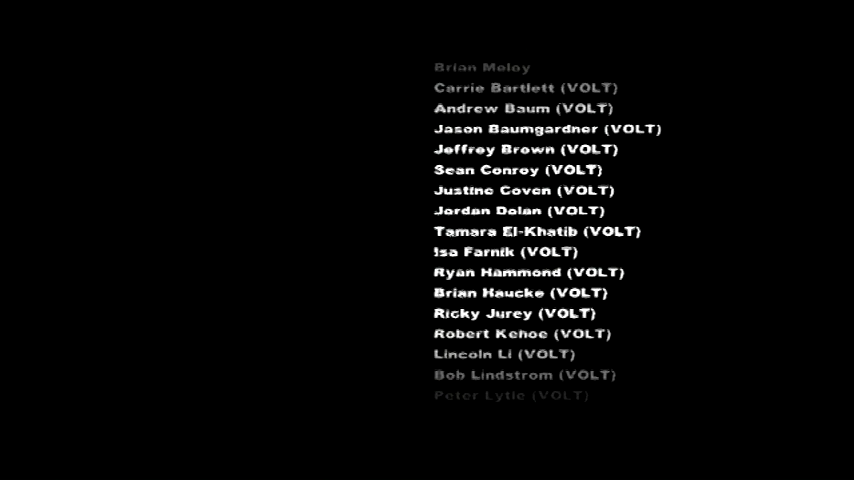 Brian Meloy
Carrie Bartlett (VOLT)
Andrew Baum (VOLT)
Jason Baumgardner (VOLT)
Jeffrey Brown (VOLT)
Sean Conroy (VOLT)
Justine Coven (VOLT)
Jordan Dolan (VOLT)
Tamara El-Khatib (VOLT)
Isa Farnik (VOLT)
Ryan Hammond (VOLT)
Brian Haucke (VOLT)
Ricky Jurey (VOLT)
Robert Kehoe (VOLT)
Lincoln Li (VOLT)
Bob Lindstrom (VOLT)
Peter Lytle (VOLT)